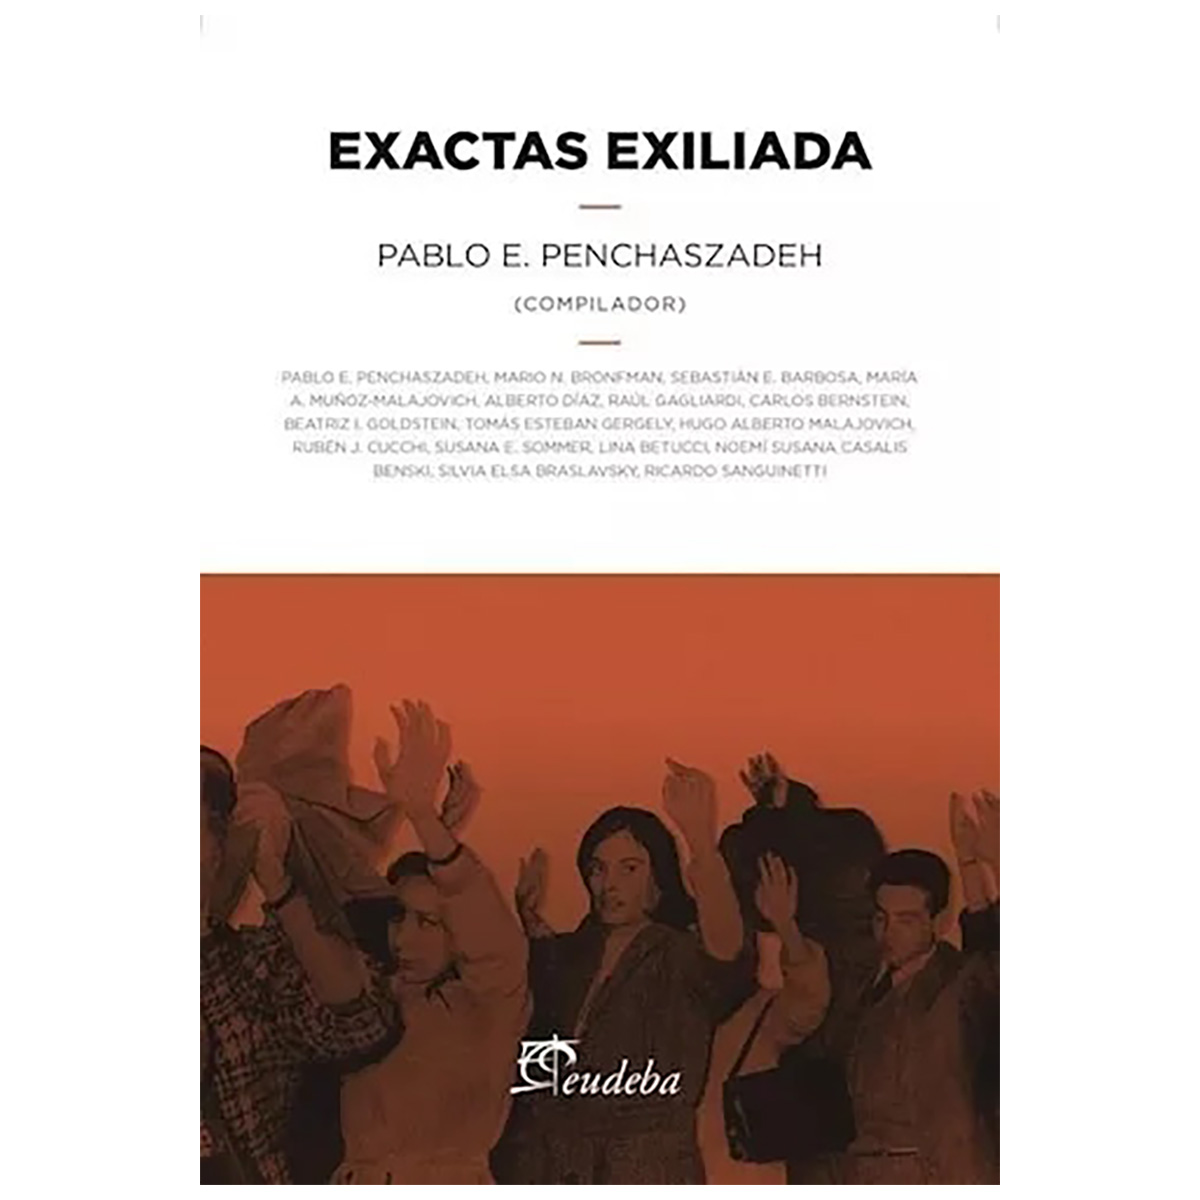 EXACTAS EXILIADA
PABLO E. PENCHASZADEH
(COMPILADOR)
PABLO E. PENCHASZADEH, MARIO N. BRONFMAN, SEBASTIÁN E. BARBOSA, MARÍA
A. MUÑOZ-MALAJOVICH, ALBERTO DÍAZ, RAÚL GAGLIARDI, CARLOS BERNSTEIN,
BEATRIZ I. GOLDSTEIN, TOMÁS ESTEBAN GERGELY, HUGO ALBERTO MALAJOVICH,
RUBÉN J. CUCCHI, SUSANA E. SOMMER, LINA BETUCCI, NOEMÍ SUSANA CASALIS
BENSKI, SILVIA ELSA BRASLAVSKY, RICARDO SANGUINETTI
eudeba